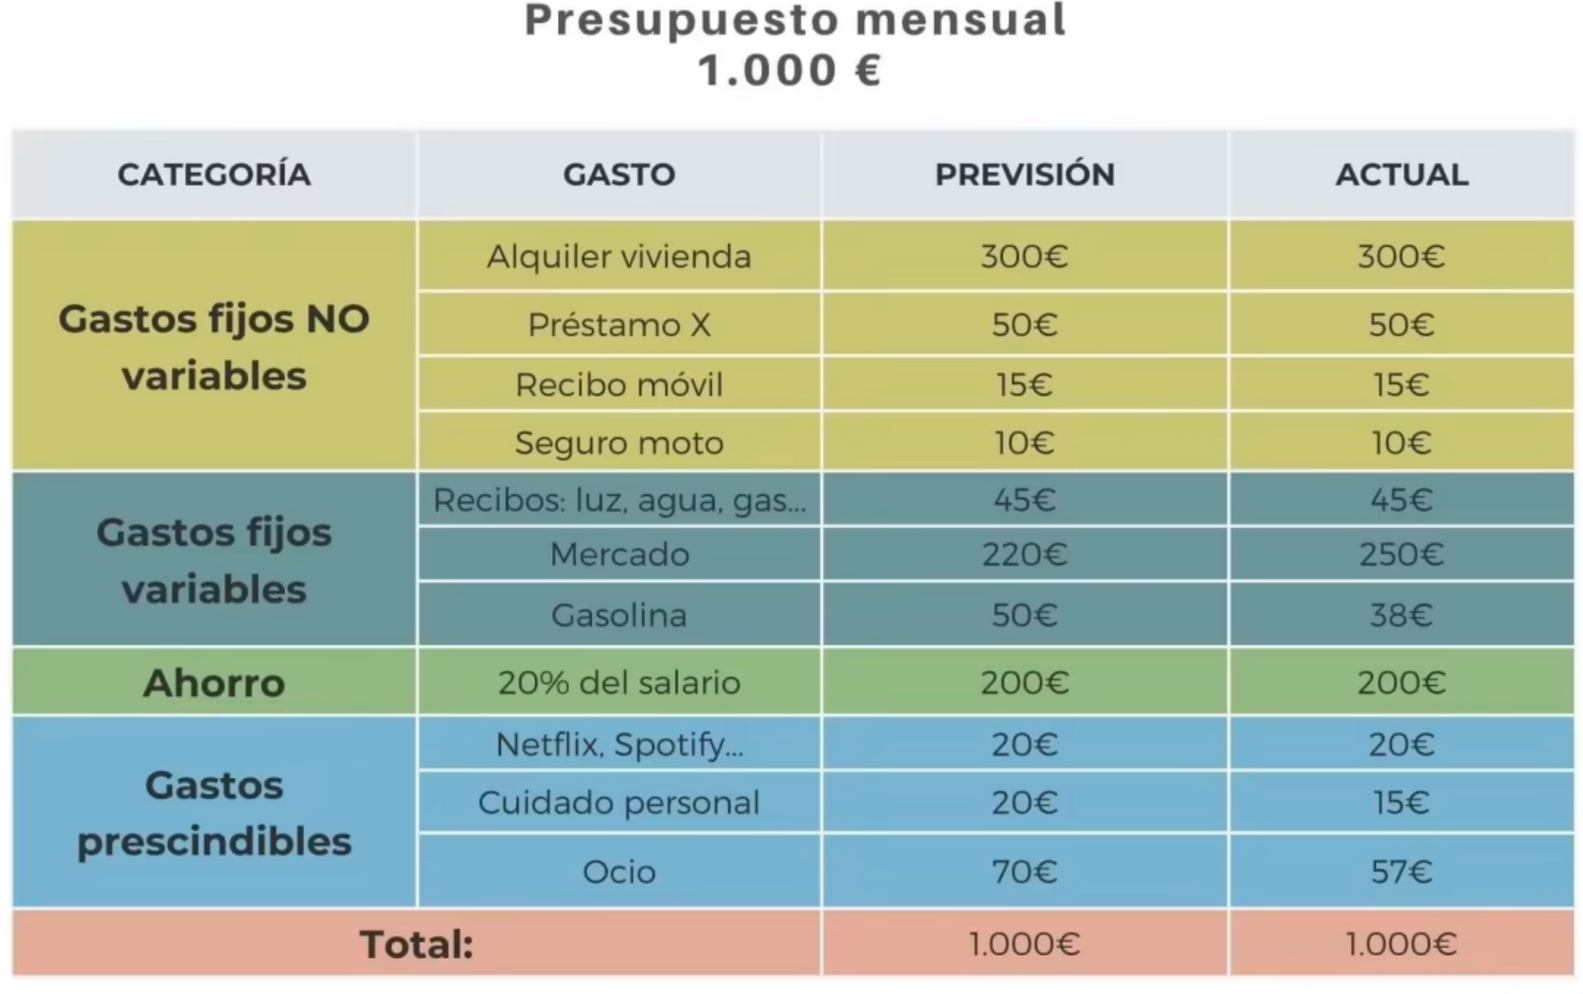 Presupuesto mensual
1.000 €
CATEGORÍA GASTO PREVISIÓN ACTUAL
Gastos fijos NO
variables
Alquiler vivienda 300€ 300€
Préstamo X 50€ 50€
Recibo móvil 15€ 15€
Seguro moto 10€ 10€
Gastos fijos
variables
Recibos: luz, agua, gas... 45€ 45€
Mercado 220€ 250€
Gasolina 50€ 38€
Ahorro 20% del salario 200€ 200€
Gastos
prescindibles
Netflix, Spotify... 20€ 20€
Cuidado personal 20€ 15€
Ocio 70€ 57€
Total: 1.000€ 1.000€